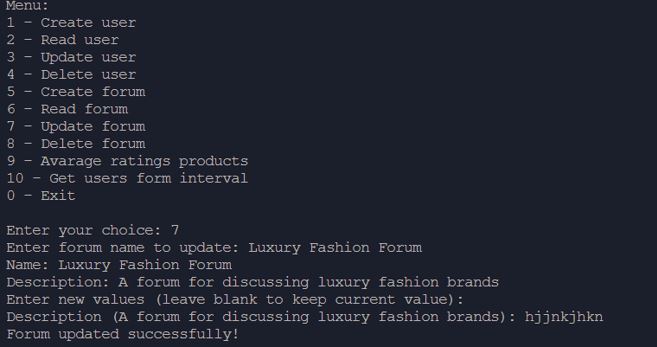 Menu:
1 – Create user
2 – Read user
3 – Update user
4 – Delete user
5 – Create forum
6 – Read forum
7 – Update forum
8 – Delete forum
9 – Avarage ratings products
10 – Get users form interval
0 – Exit

Enter your choice: 7
Enter forum name to update: Luxury Fashion Forum
Name: Luxury Fashion Forum
Description: A forum for discussing luxury fashion brands
Enter new values (leave blank to keep current value):
Description (A forum for discussing luxury fashion brands): hjjnkjhkn
Forum updated successfully!